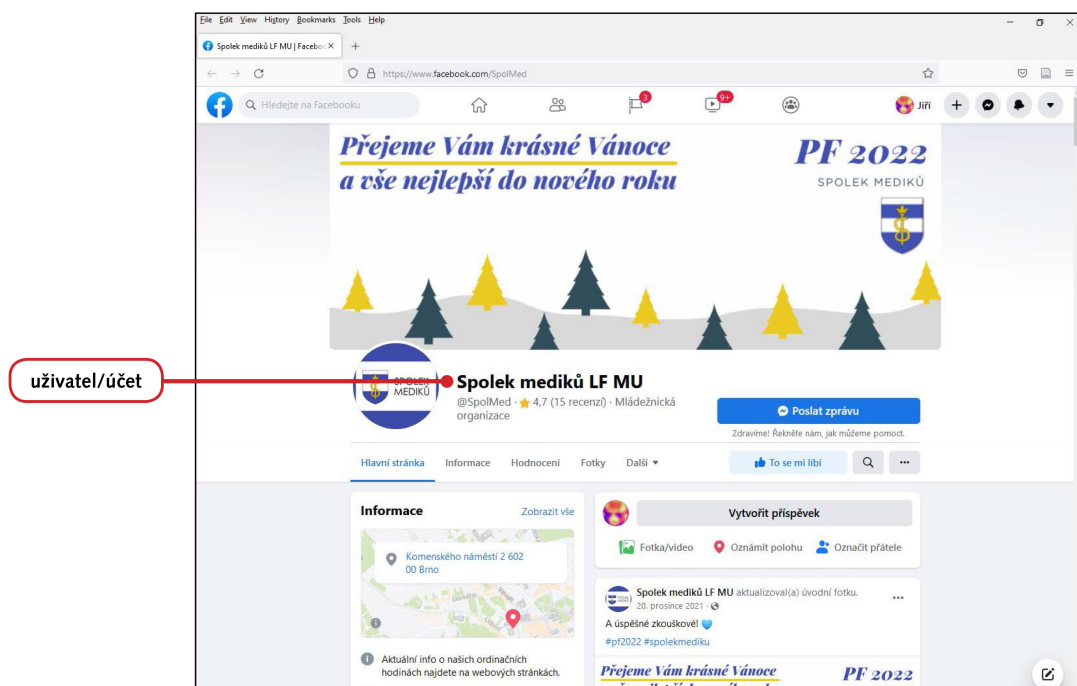 File Edit View History Bookmarks Tools Help
Spolek mediků LF MU | Faceboo
https://www.facebook.com/SpolMed
Hledejte na Facebooku
3
9+
Jiří
Přejeme Vám krásné Vánoce
a vše nejlepší do nového roku
PF 2022
SPOLEK MEDIKŮ
uživatel/účet
SPOLEK
MEDIKŮ
Spolek mediků LF MU
@SpolMed · 4,7 (15 recenzí) · Mládežnická
organizace
Poslat zprávu
Zdravíme! Řekněte nám, jak můžeme pomoct.
Hlavní stránka Informace Hodnocení Fotky Další
To se mi líbí
Informace Zobrazit vše
Komenského náměstí 2 602
00 Brno
Gorkého
Aktuální info o našich ordinačních
hodinách najdete na webových stránkách.
Vytvořit příspěvek
Fotka/video Oznámit polohu Označit přátele
Spolek mediků LF MU aktualizoval(a) úvodní fotku.
20. prosince 2021 ·
A úspěšné zkouškové!
#pf2022 #spolekmediku
Přejeme Vám krásné Vánoce
PF 2022